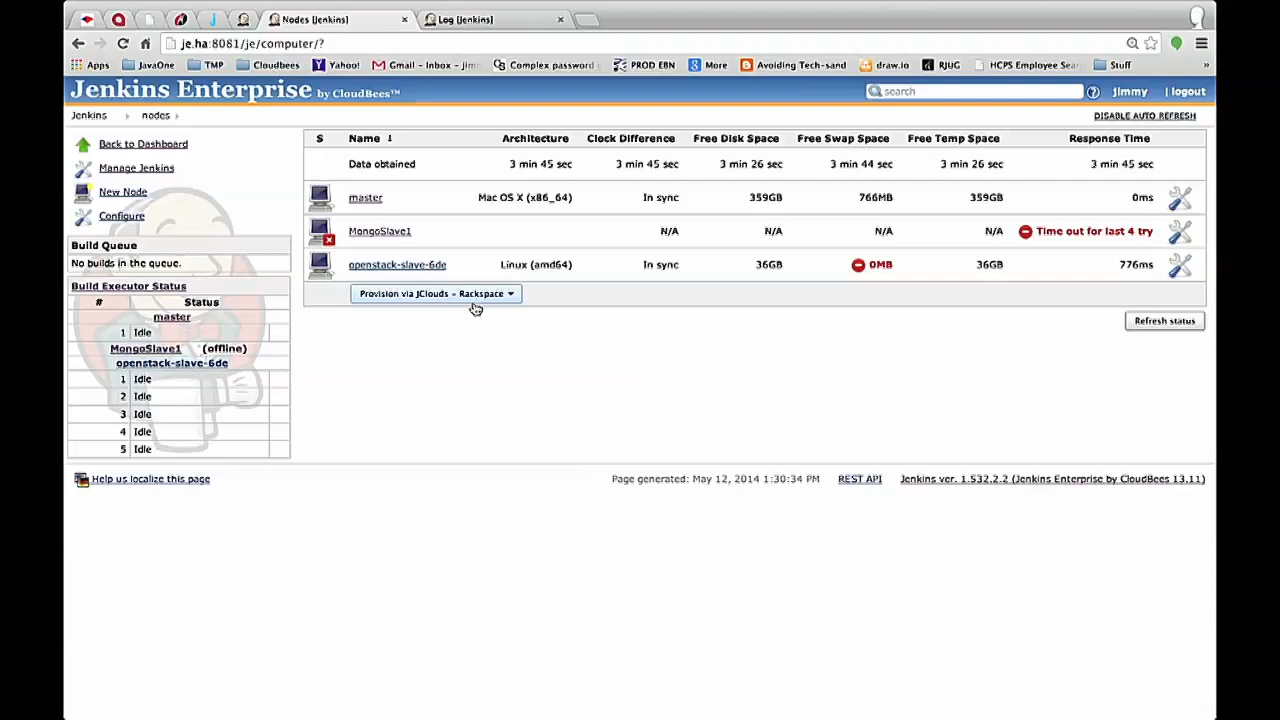 Nodes [Jenkins]
Log [Jenkins]
je.ha:8081/je/computer/?
Apps JavaOne TMP Cloudbees Yahoo! Gmail - Inbox - jimn Complex password PROD EBN More Avoiding Tech-sand draw.io RJUG HCPS Employee Sear Stuff »
Jenkins Enterprise by CloudBees™
search
jimmy | logout
Jenkins nodes
DISABLE AUTO REFRESH
Back to Dashboard
Manage Jenkins
New Node
Configure
Build Queue
No builds in the queue.
Build Executor Status
# Status
master
1 Idle
MongoSlave1 (offline)
openstack-slave-6de
1 Idle
2 Idle
3 Idle
4 Idle
5 Idle
S Name ↓ Architecture Clock Difference Free Disk Space Free Swap Space Free Temp Space Response Time
Data obtained 3 min 45 sec 3 min 45 sec 3 min 26 sec 3 min 44 sec 3 min 26 sec 3 min 45 sec
master Mac OS X (x86_64) In sync 359GB 766MB 359GB 0ms
MongoSlave1 N/A N/A N/A N/A Time out for last 4 try
openstack-slave-6de Linux (amd64) In sync 36GB 0MB 36GB 776ms
Provision via JClouds - Rackspace
Refresh status
Help us localize this page
Page generated: May 12, 2014 1:30:34 PM REST API Jenkins ver. 1.532.2.2 (Jenkins Enterprise by CloudBees 13.11)